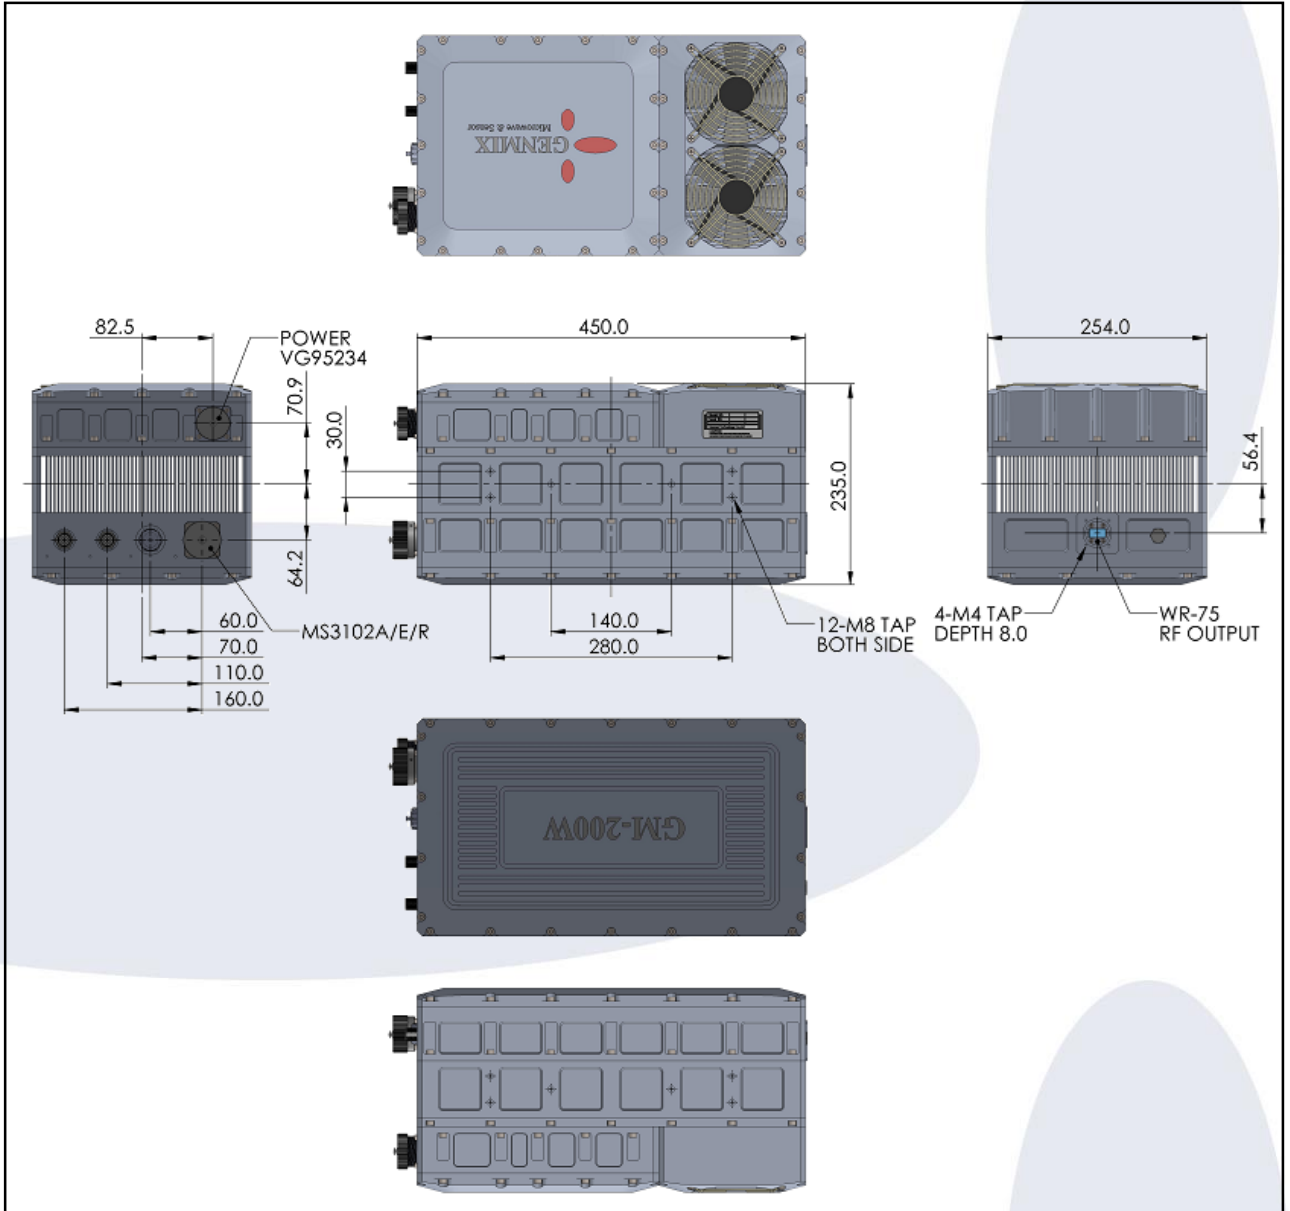 GENMIX
Microwave & Sensor
82.5
POWER
VG95234
70.9
30.0
64.2
60.0
70.0
110.0
160.0
MS3102A/E/R
450.0
235.0
140.0
280.0
12-M8 TAP
BOTH SIDE
254.0
56.4
4-M4 TAP
DEPTH 8.0
WR-75
RF OUTPUT
GM-200W